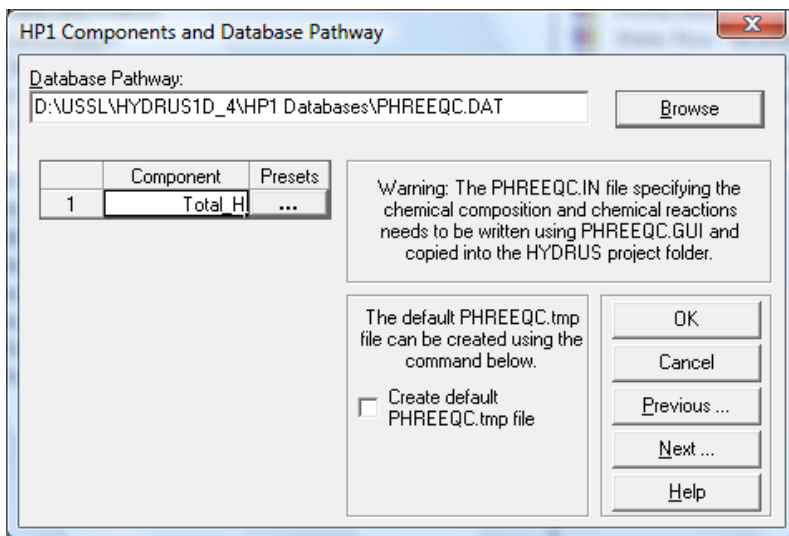 HP1 Components and Database Pathway
Database Pathway:
D:\USSL\HYDRUS1D_4\HP1 Databases\PHREEQC.DAT
Browse
Component Presets
1 Total_H ...
Warning: The PHREEQC.IN file specifying the
chemical composition and chemical reactions
needs to be written using PHREEQC.GUI and
copied into the HYDRUS project folder.
The default PHREEQC.tmp
file can be created using the
command below.
Create default
PHREEQC.tmp file
OK
Cancel
Previous ...
Next ...
Help